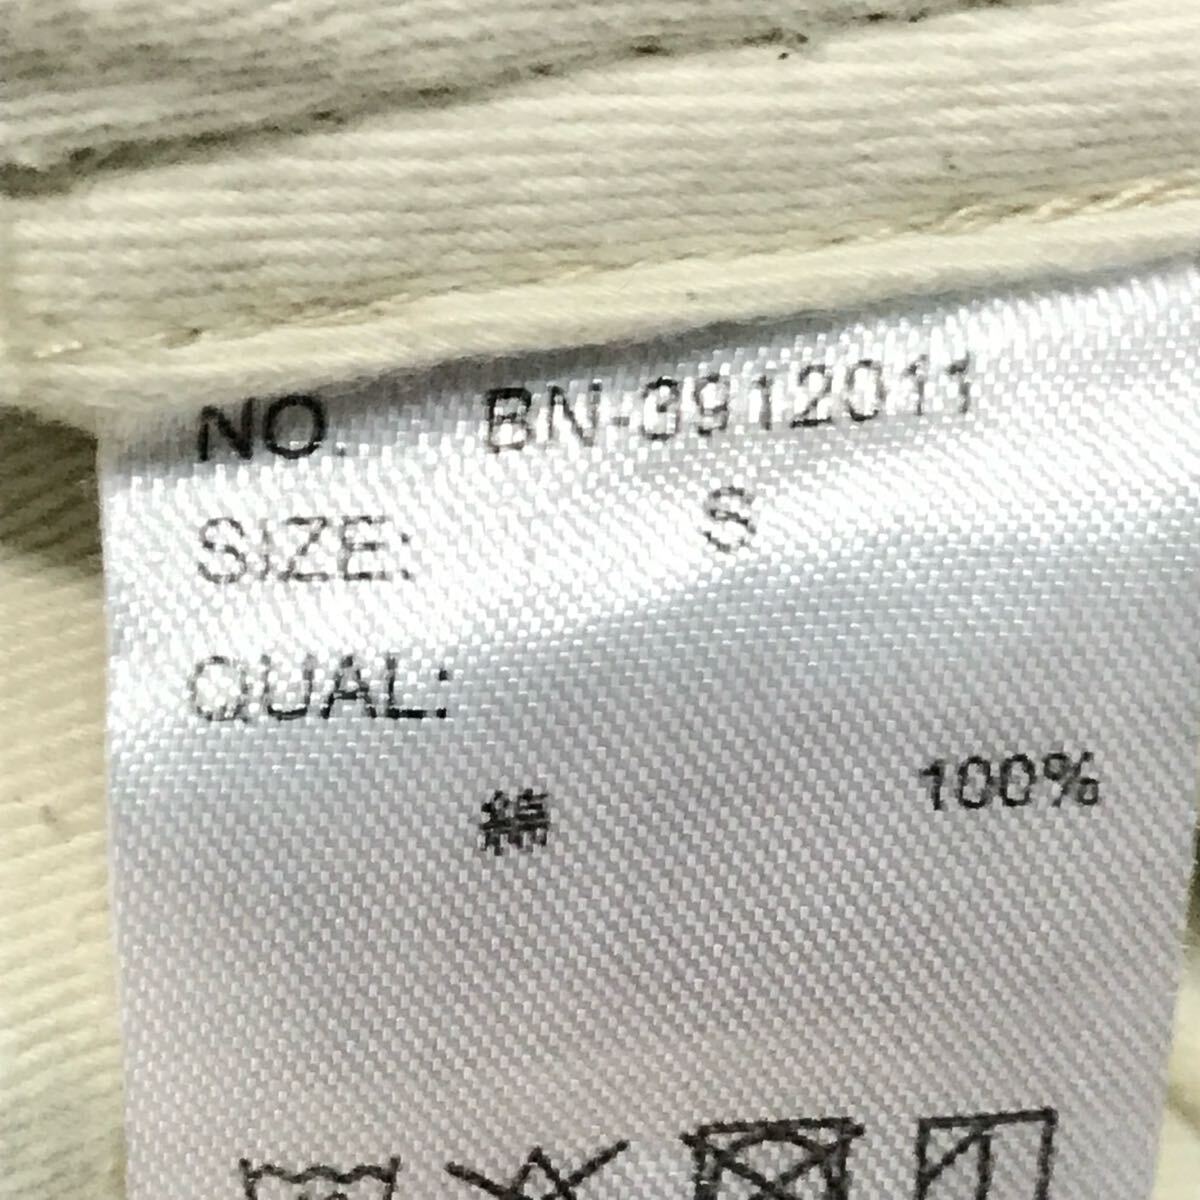 NO. BN-3912011
SIZE: S
QUAL:
綿 100%